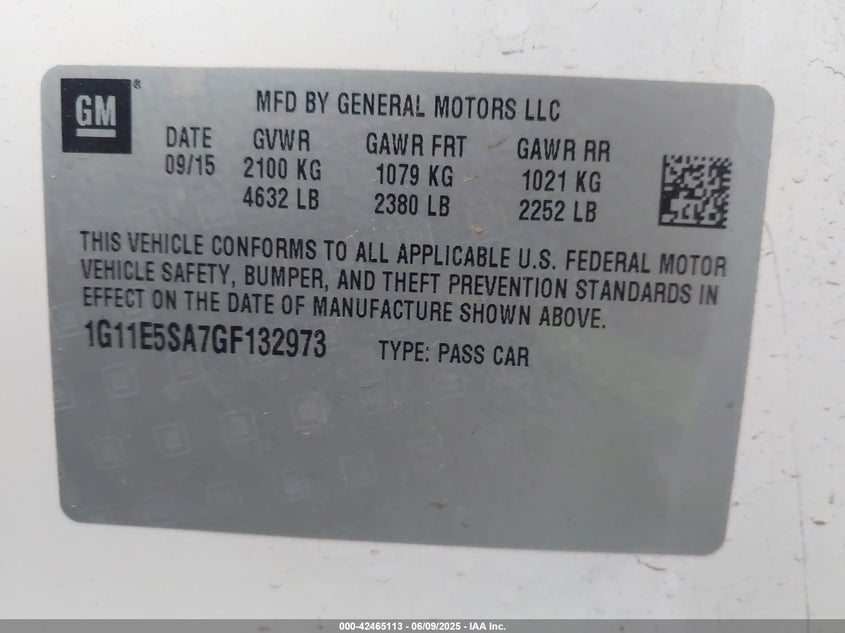 GM ®
MFD BY GENERAL MOTORS LLC
DATE GVWR GAWR FRT GAWR RR
09/15 2100 KG 1079 KG 1021 KG
4632 LB 2380 LB 2252 LB
THIS VEHICLE CONFORMS TO ALL APPLICABLE U.S. FEDERAL MOTOR
VEHICLE SAFETY, BUMPER, AND THEFT PREVENTION STANDARDS IN
EFFECT ON THE DATE OF MANUFACTURE SHOWN ABOVE.
1G11E5SA7GF132973 TYPE: PASS CAR
000-42465113 - 06/09/2025 - IAA Inc.